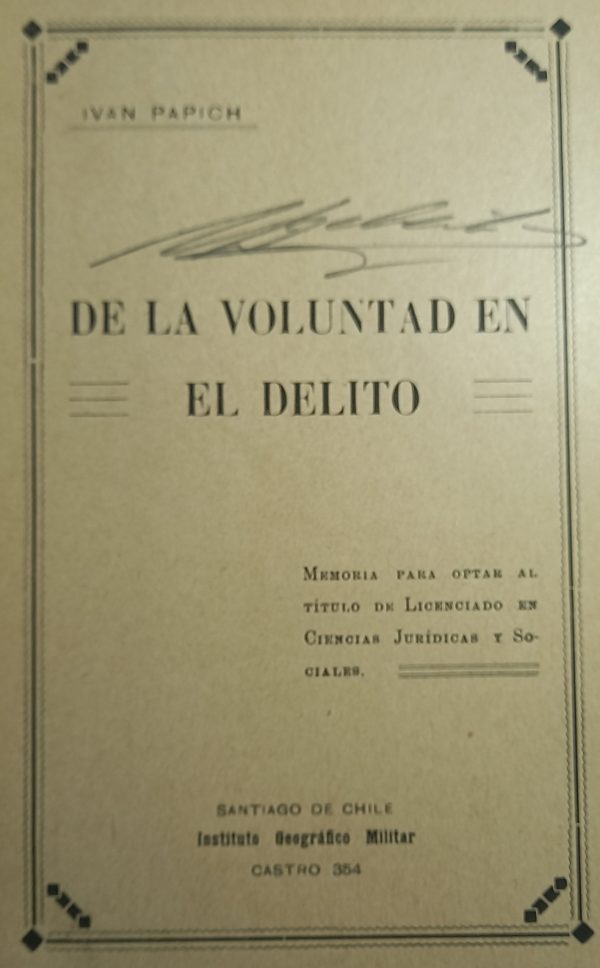 IVAN PAPICH
DE LA VOLUNTAD EN
EL DELITO
MEMORIA PARA OPTAR AL
TÍTULO DE LICENCIADO EN
CIENCIAS JURÍDICAS Y SO-
CIALES.
SANTIAGO DE CHILE
Instituto Geográfico Militar
CASTRO 354